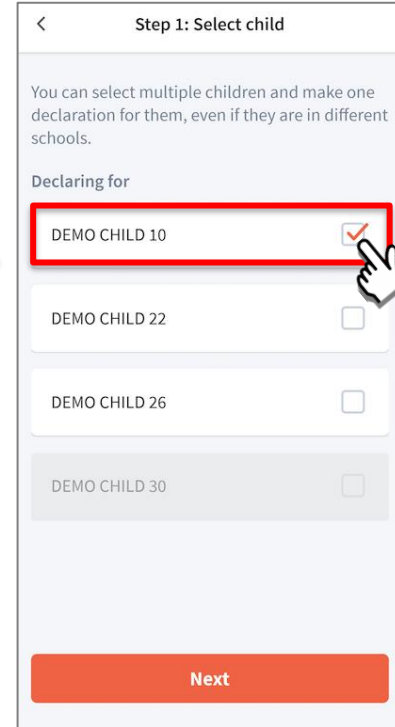 Step 1: Select child
You can select multiple children and make one
declaration for them, even if they are in different
schools.
Declaring for
DEMO CHILD 10
DEMO CHILD 22
DEMO CHILD 26
DEMO CHILD 30
Next